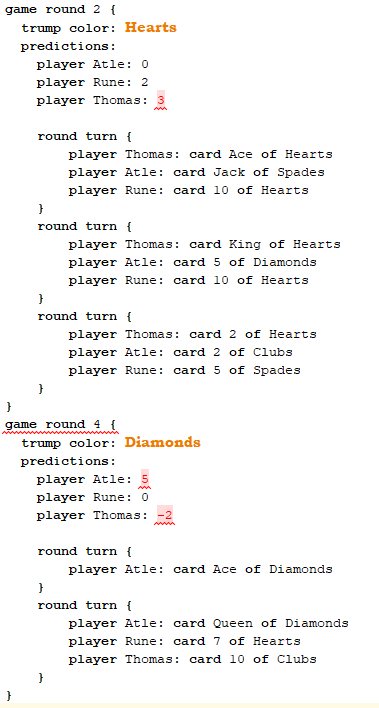 game round 2 {
trump color: Hearts
predictions:
player Atle: 0
player Rune: 2
player Thomas: 3
round turn {
player Thomas: card Ace of Hearts
player Atle: card Jack of Spades
player Rune: card 10 of Hearts
}
round turn {
player Thomas: card King of Hearts
player Atle: card 5 of Diamonds
player Rune: card 10 of Hearts
}
round turn {
player Thomas: card 2 of Hearts
player Atle: card 2 of Clubs
player Rune: card 5 of Spades
}
}
game round 4 {
trump color: Diamonds
predictions:
player Atle: 5
player Rune: 0
player Thomas: -2
round turn {
player Atle: card Ace of Diamonds
}
round turn {
player Atle: card Queen of Diamonds
player Rune: card 7 of Hearts
player Thomas: card 10 of Clubs
}
}